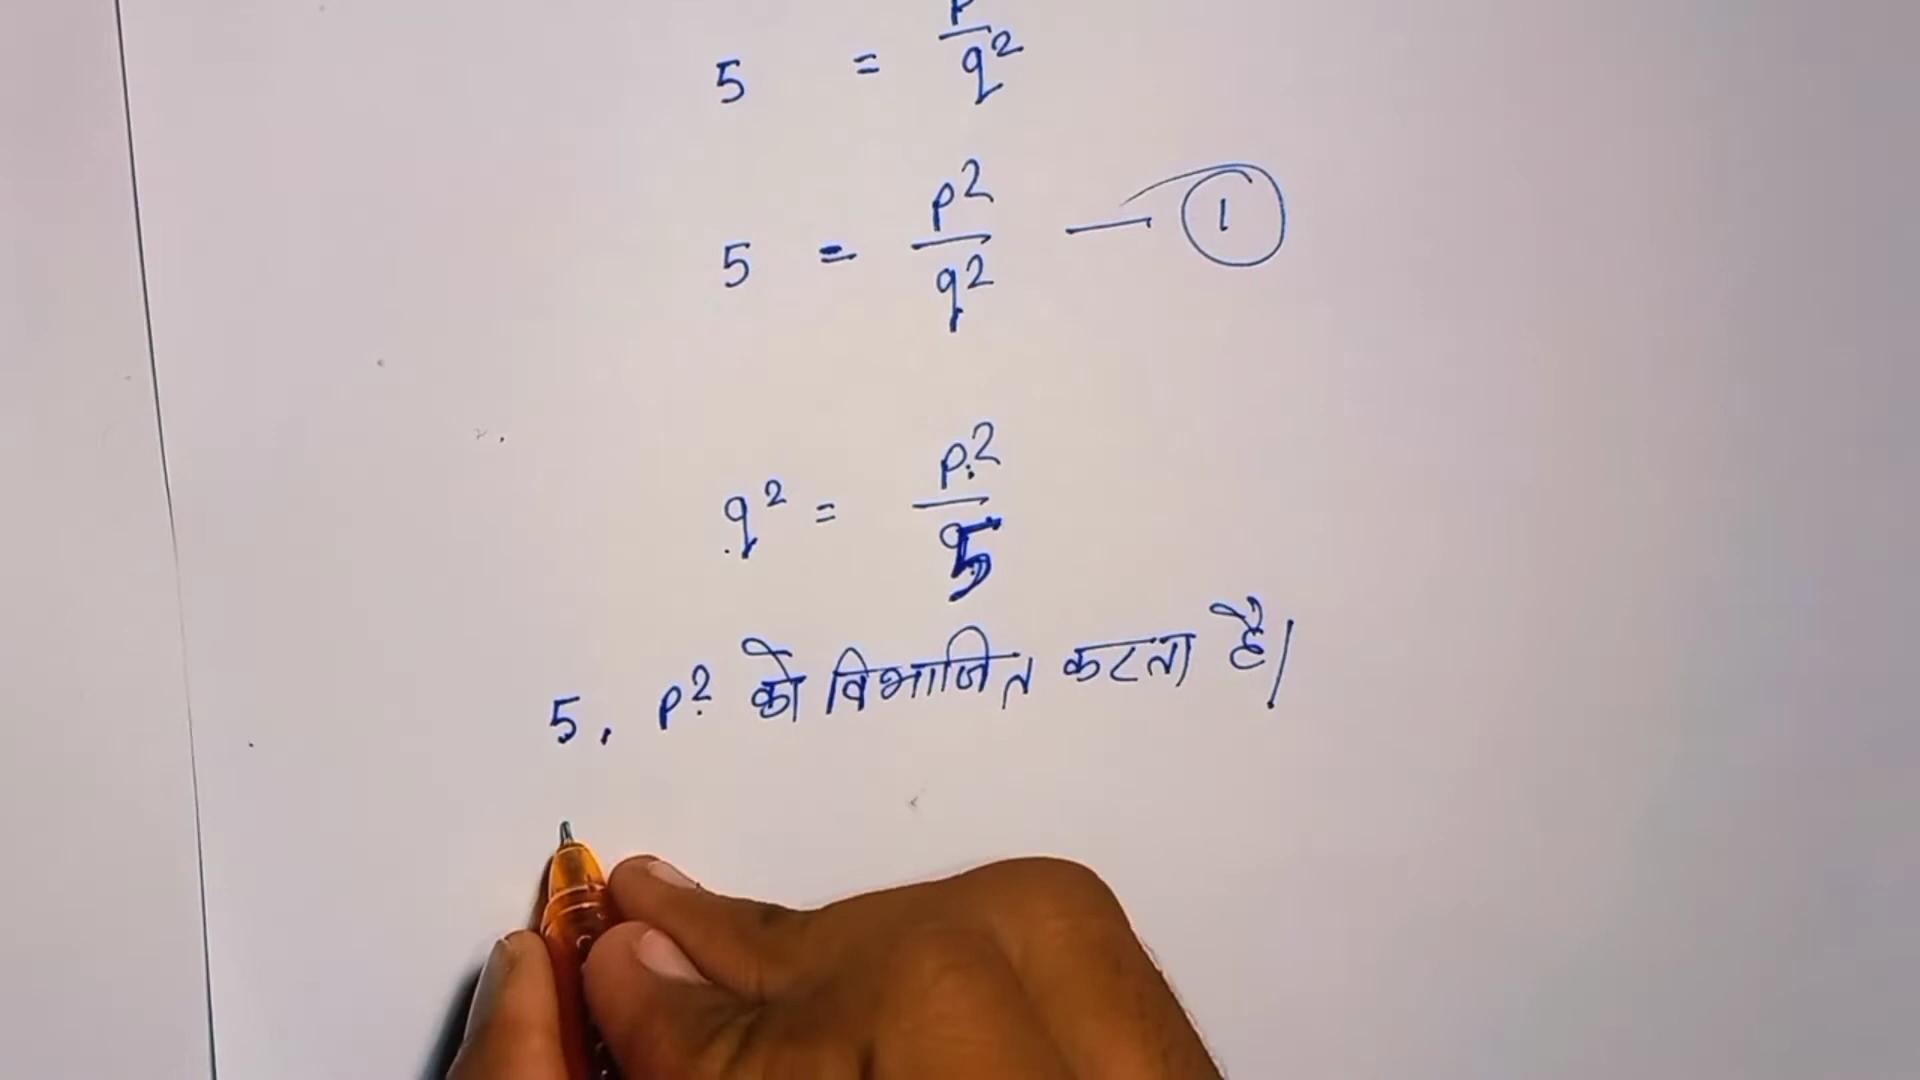 5 = p/q²
5 = p²/q² — 1
q² = p²/5
5, p² को विभाजित करता है।